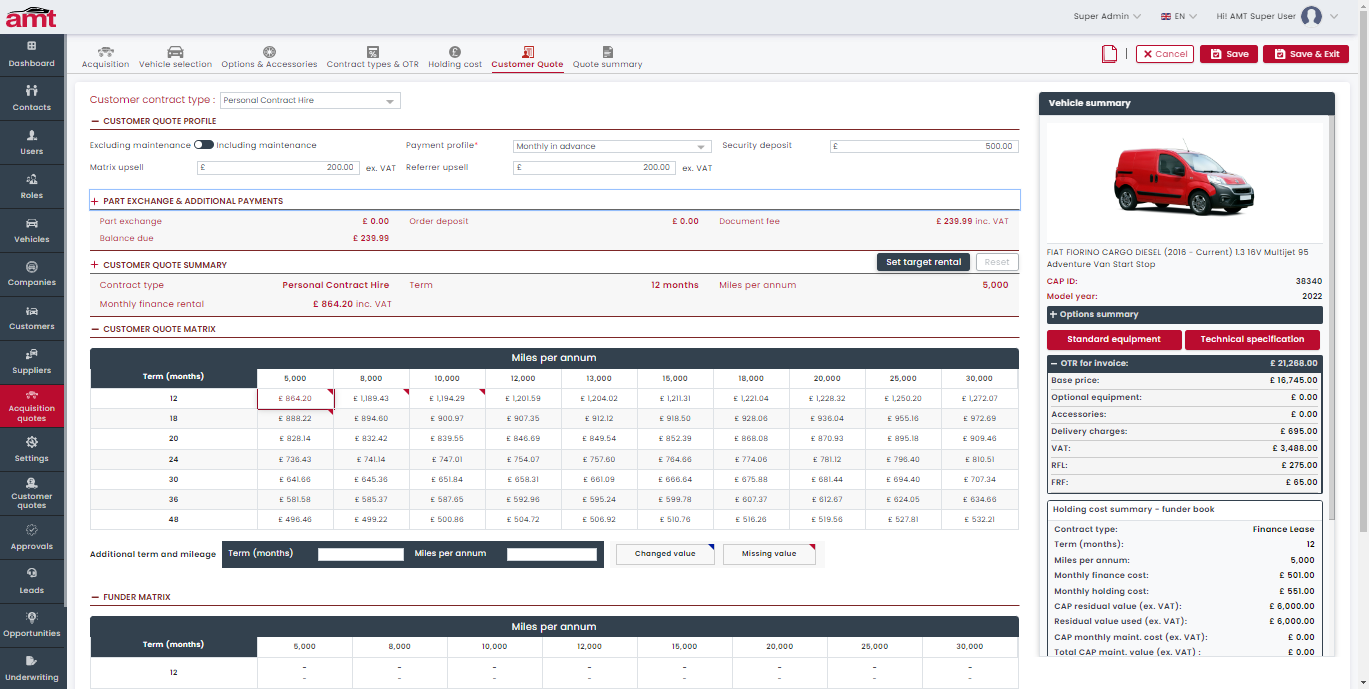 amt
Super Admin
EN
Hi! AMT Super User
Dashboard
Contacts
Users
Roles
Vehicles
Companies
Customers
Suppliers
Acquisition
quotes
Settings
Customer
quotes
Approvals
Leads
Opportunities
Underwriting
Acquisition Vehicle selection Options & Accessories Contract types & OTR Holding cost Customer Quote Quote summary
Cancel Save Save & Exit
Customer contract type : Personal Contract Hire
CUSTOMER QUOTE PROFILE
Excluding maintenance Including maintenance Payment profile* Monthly in advance Security deposit £ 500.00
Matrix upsell £ 200.00 ex. VAT Referrer upsell £ 200.00 ex. VAT
+ PART EXCHANGE & ADDITIONAL PAYMENTS
Part exchange £ 0.00 Order deposit £ 0.00 Document fee £ 239.99 inc. VAT
Balance due £ 239.99
+ CUSTOMER QUOTE SUMMARY Set target rental Reset
Contract type Personal Contract Hire Term 12 months Miles per annum 5,000
Monthly finance rental £ 864.20 inc. VAT
CUSTOMER QUOTE MATRIX
Miles per annum
Term (months) 5,000 8,000 10,000 12,000 13,000 15,000 18,000 20,000 25,000 30,000
12 £ 864.20 £ 1,189.43 £ 1,194.29 £ 1,201.59 £ 1,204.02 £ 1,211.31 £ 1,221.04 £ 1,228.32 £ 1,250.20 £ 1,272.07
18 £ 888.22 £ 894.60 £ 900.97 £ 907.35 £ 912.12 £ 918.50 £ 928.06 £ 936.04 £ 955.16 £ 972.69
20 £ 828.14 £ 832.42 £ 839.55 £ 846.69 £ 849.54 £ 852.39 £ 868.08 £ 870.93 £ 895.18 £ 909.46
24 £ 736.43 £ 741.14 £ 747.01 £ 754.07 £ 757.60 £ 764.66 £ 774.06 £ 781.12 £ 796.40 £ 810.51
30 £ 641.66 £ 645.36 £ 651.84 £ 658.31 £ 661.09 £ 666.64 £ 675.88 £ 681.44 £ 694.40 £ 707.34
36 £ 581.58 £ 585.37 £ 587.65 £ 592.96 £ 595.24 £ 599.78 £ 607.37 £ 612.67 £ 624.05 £ 634.66
48 £ 496.46 £ 499.22 £ 500.86 £ 504.72 £ 506.92 £ 510.76 £ 516.26 £ 519.56 £ 527.81 £ 532.21
Additional term and mileage Term (months) Miles per annum Changed value Missing value
FUNDER MATRIX
Miles per annum
Term (months) 5,000 8,000 10,000 12,000 15,000 20,000 25,000 30,000
12 - - - - - - - -
- - - - - - - -
Vehicle summary
FIAT FIORINO CARGO DIESEL (2016 - Current) 1.3 16V Multijet 95
Adventure Van Start Stop
CAP ID: 38340
Model year: 2022
+ Options summary
Standard equipment Technical specification
OTR for invoice: £ 21,268.00
Base price: £ 16,745.00
Optional equipment: £ 0.00
Accessories: £ 0.00
Delivery charges: £ 695.00
VAT: £ 3,488.00
RFL: £ 275.00
FRF: £ 65.00
Holding cost summary - funder book
Contract type: Finance Lease
Term (months): 12
Miles per annum: 5,000
Monthly finance cost: £ 501.00
Monthly holding cost: £ 551.00
CAP residual value (ex. VAT): £ 6,000.00
Residual value used (ex. VAT): £ 6,000.00
CAP monthly maint. cost (ex. VAT): £ 0.00
Total CAP maint. value (ex. VAT) : £ 0.00